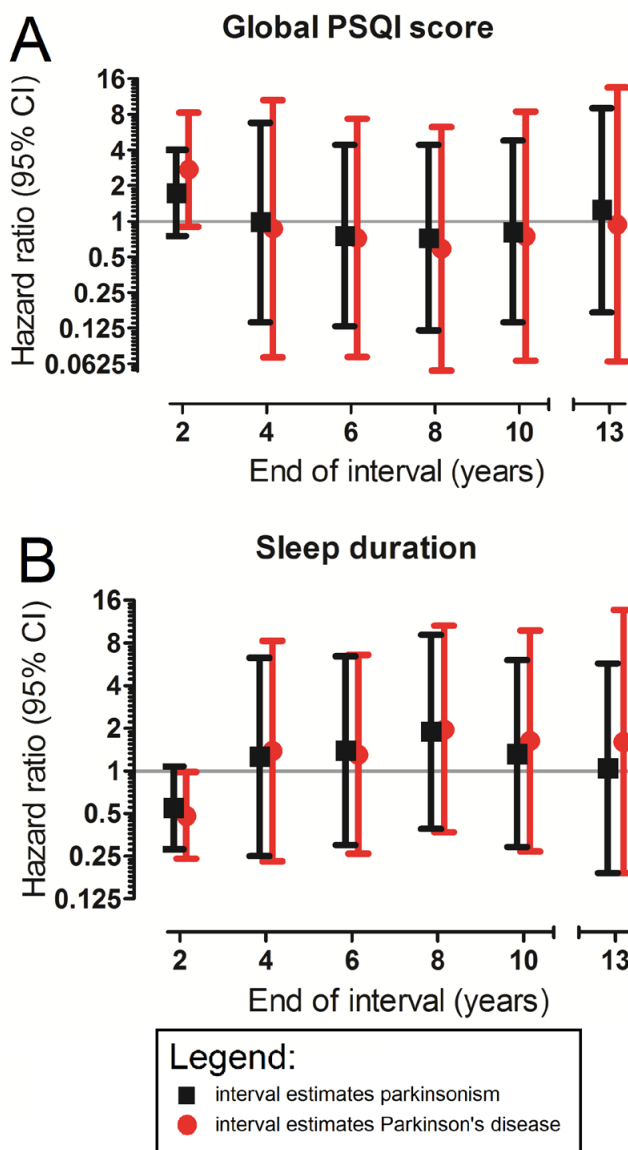 A
Global PSQI score
Hazard ratio (95% CI)
16
8
4
2
1
0.5
0.25
0.125
0.0625
2 4 6 8 10 13
End of interval (years)
B
Sleep duration
Hazard ratio (95% CI)
16
8
4
2
1
0.5
0.25
0.125
2 4 6 8 10 13
End of interval (years)
Legend:
interval estimates parkinsonism
interval estimates Parkinson's disease